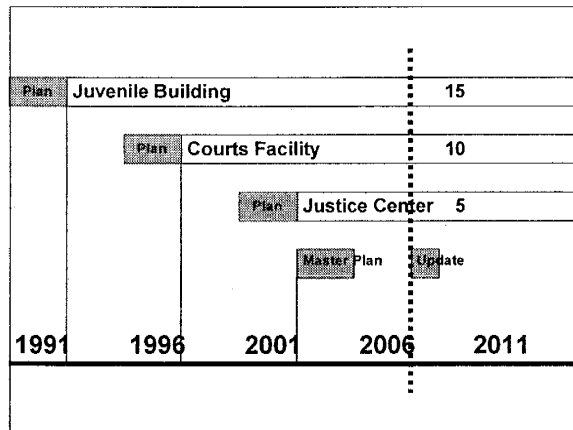 Plan Juvenile Building 15
Plan Courts Facility 10
Plan Justice Center 5
Master Plan Update
1991 1996 2001 2006 2011